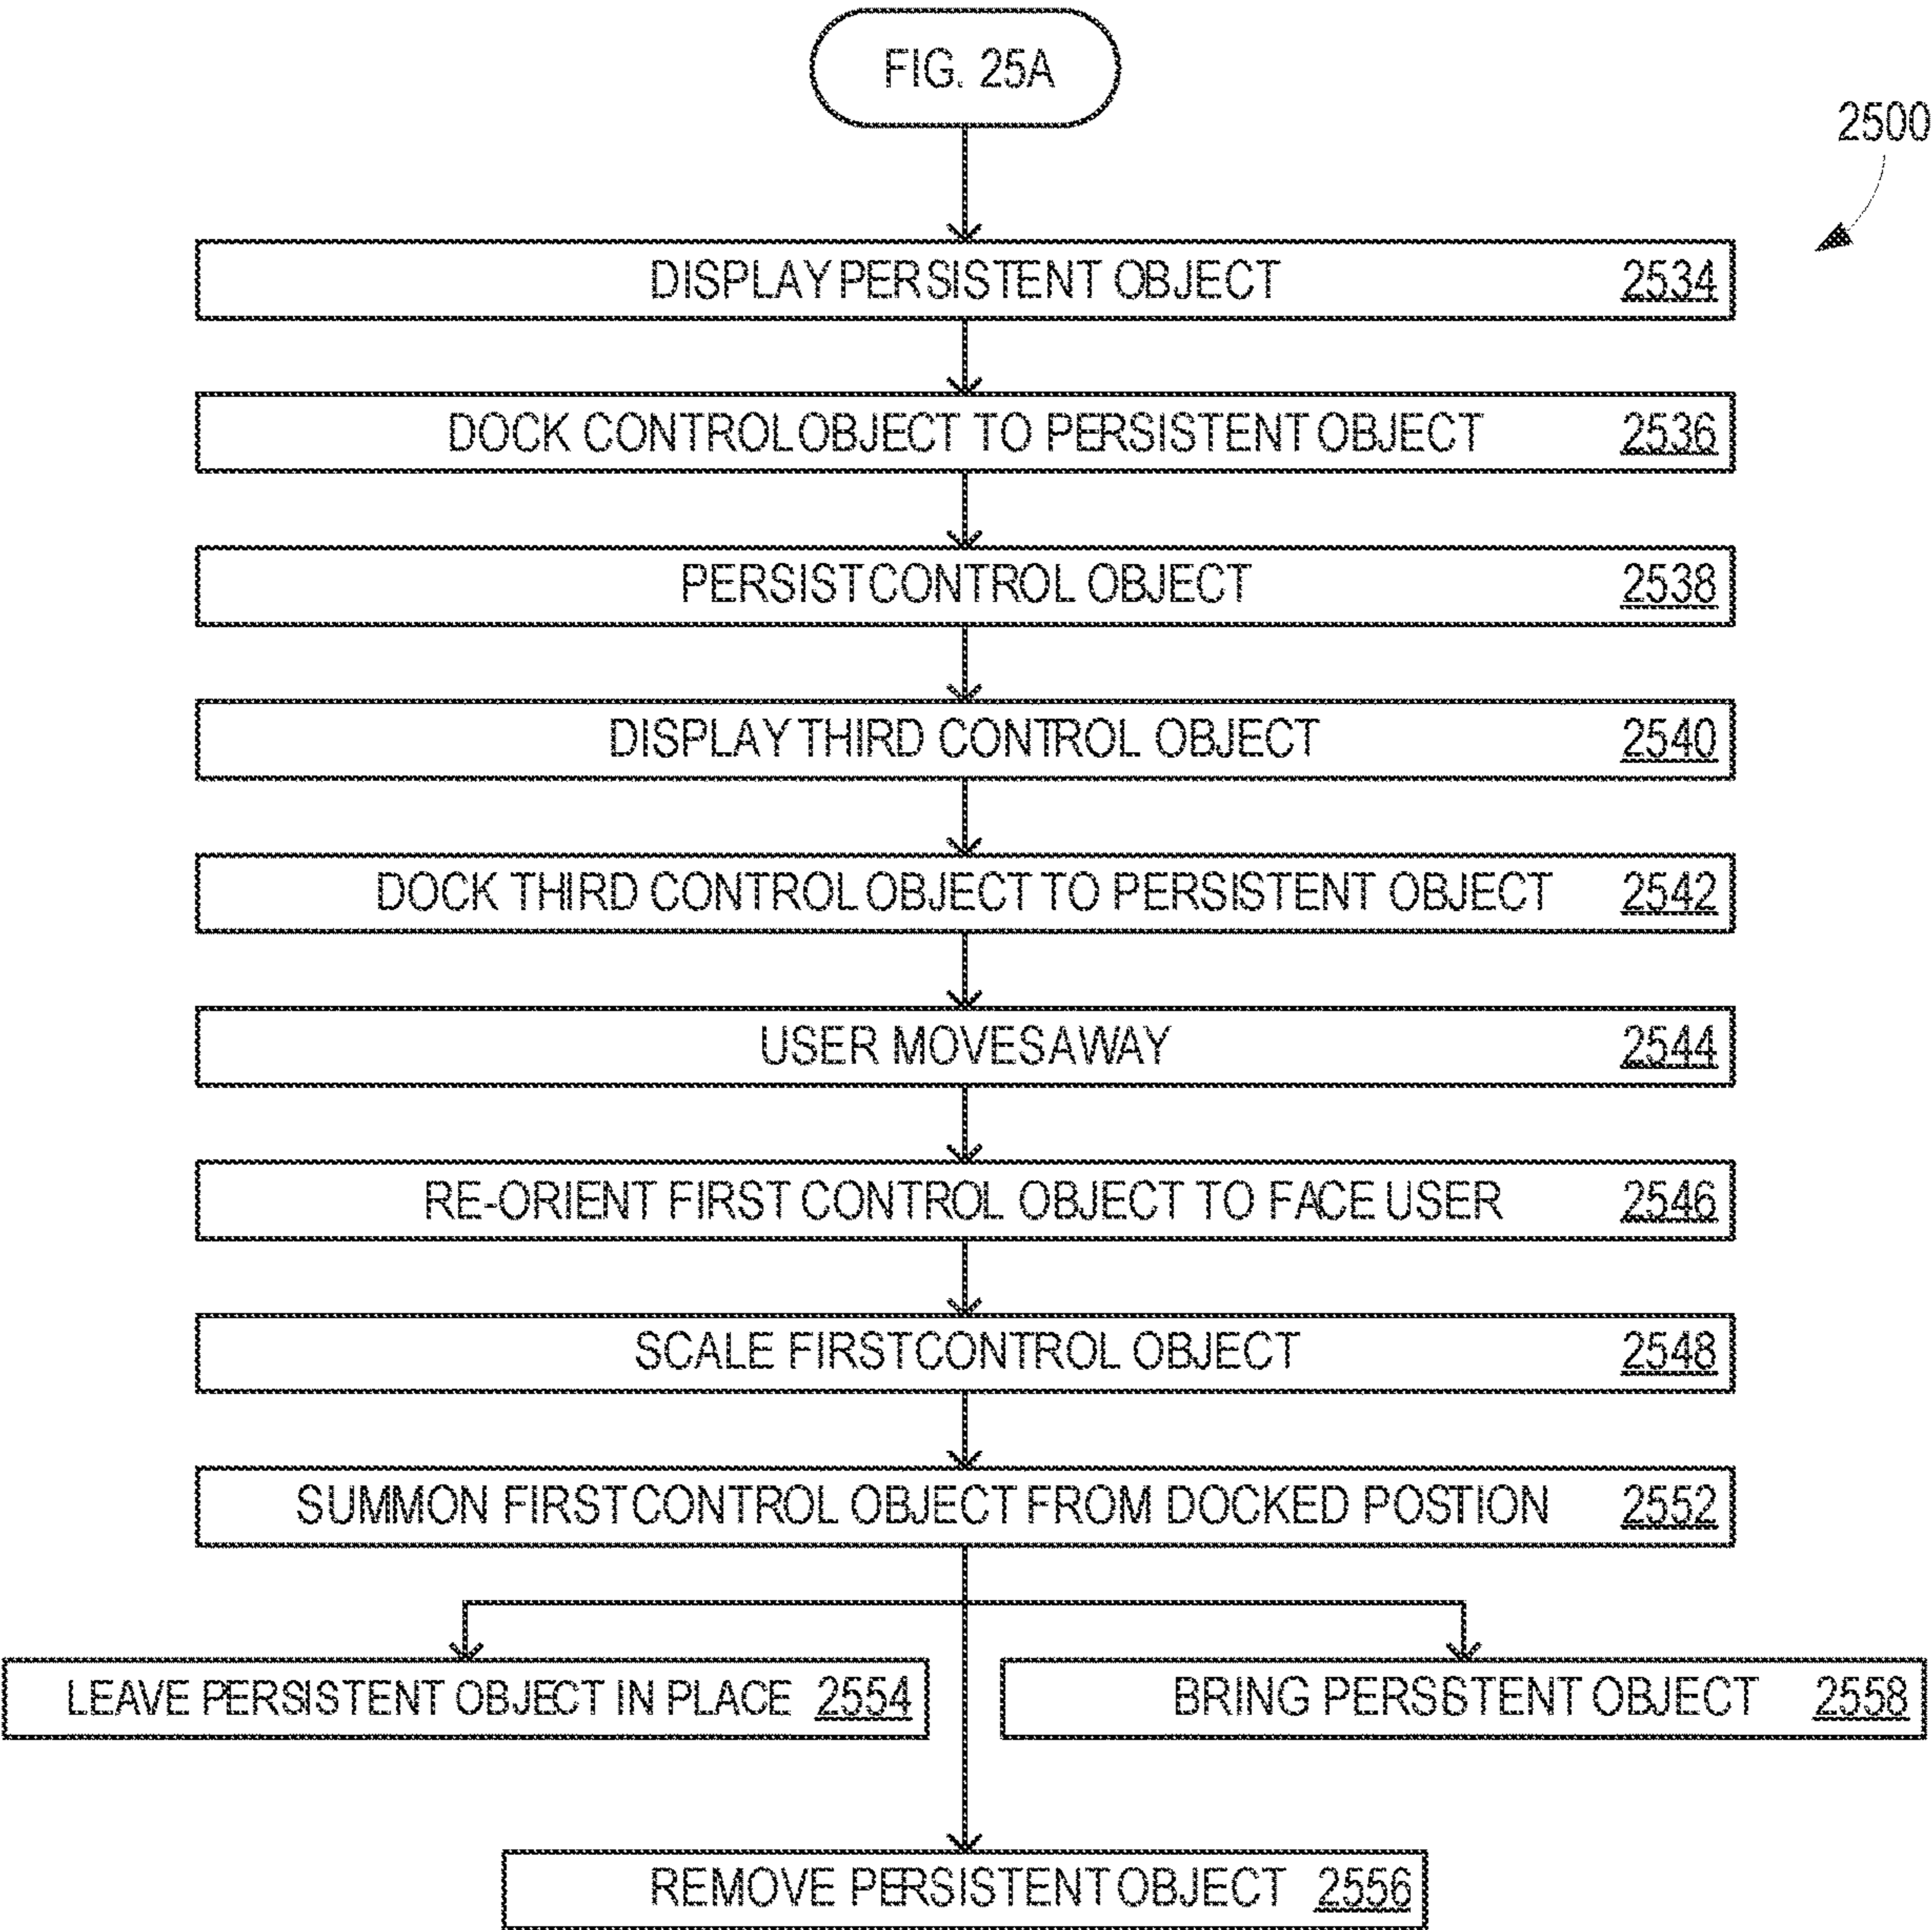 FIG. 25A
2500
DISPLAY PERSISTENT OBJECT 2534
DOCK CONTROL OBJECT TO PERSISTENT OBJECT 2536
PERSIST CONTROL OBJECT 2538
DISPLAY THIRD CONTROL OBJECT 2540
DOCK THIRD CONTROL OBJECT TO PERSISTENT OBJECT 2542
USER MOVES AWAY 2544
RE-ORIENT FIRST CONTROL OBJECT TO FACE USER 2546
SCALE FIRST CONTROL OBJECT 2548
SUMMON FIRST CONTROL OBJECT FROM DOCKED POSTION 2552
LEAVE PERSISTENT OBJECT IN PLACE 2554
BRING PERSISTENT OBJECT 2558
REMOVE PERSISTENT OBJECT 2556